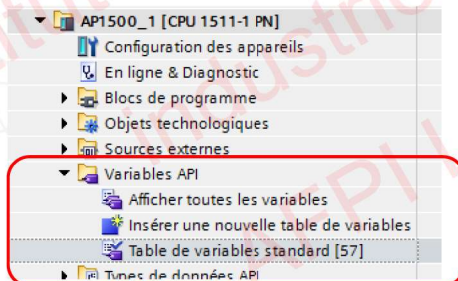 AP1500_1 [CPU 1511-1 PN]
Configuration des appareils
En ligne & Diagnostic
Blocs de programme
Objets technologiques
Sources externes
Variables API
Afficher toutes les variables
Insérer une nouvelle table de variables
Table de variables standard [57]
Types de données API